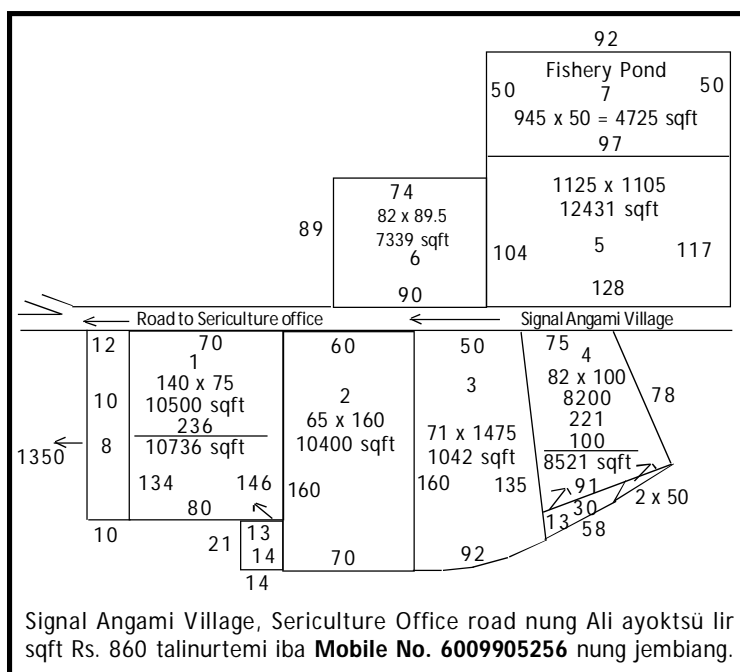 92
Fishery Pond
50 7 50
945 x 50 = 4725 sqft
97
74
82 x 89.5
7339 sqft
89 6
90
1125 x 1105
12431 sqft
104 5 117
128
Road to Sericulture office
Signal Angami Village
12
10
8
1350
10
70
1
140 x 75
10500 sqft
236
10736 sqft
134 146
80
21 13
14
14
60
2
65 x 160
10400 sqft
160
70
50
3
71 x 1475
1042 sqft
160 135
92
75
4
82 x 100
8200
221
100
8521 sqft
78
91
30
13
58
2 x 50
Signal Angami Village, Sericulture Office road nung Ali ayoktsü lir
sqft Rs. 860 talinurtemi iba Mobile No. 6009905256 nung jembiang.